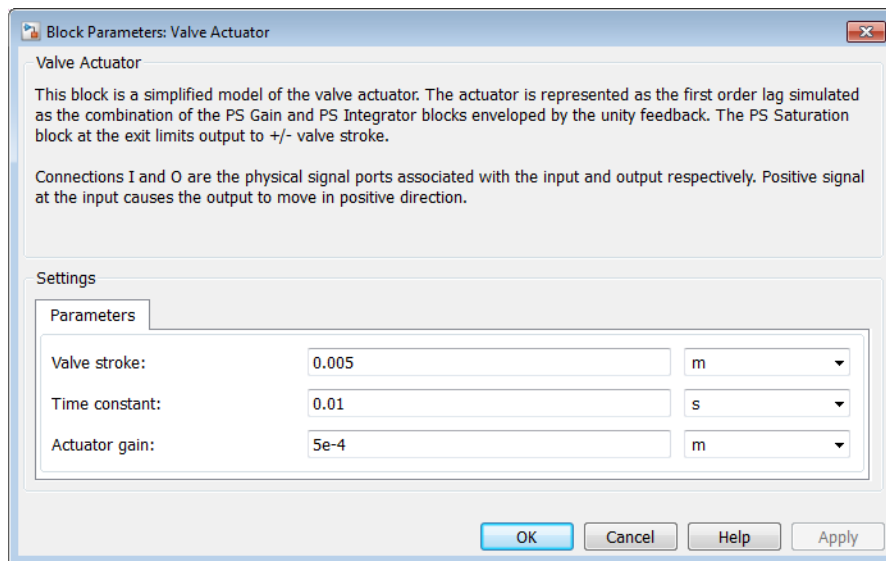 Block Parameters: Valve Actuator
Valve Actuator
This block is a simplified model of the valve actuator. The actuator is represented as the first order lag simulated
as the combination of the PS Gain and PS Integrator blocks enveloped by the unity feedback. The PS Saturation
block at the exit limits output to +/- valve stroke.
Connections I and O are the physical signal ports associated with the input and output respectively. Positive signal
at the input causes the output to move in positive direction.
Settings
Parameters
Valve stroke: 0.005 m
Time constant: 0.01 s
Actuator gain: 5e-4 m
OK Cancel Help Apply